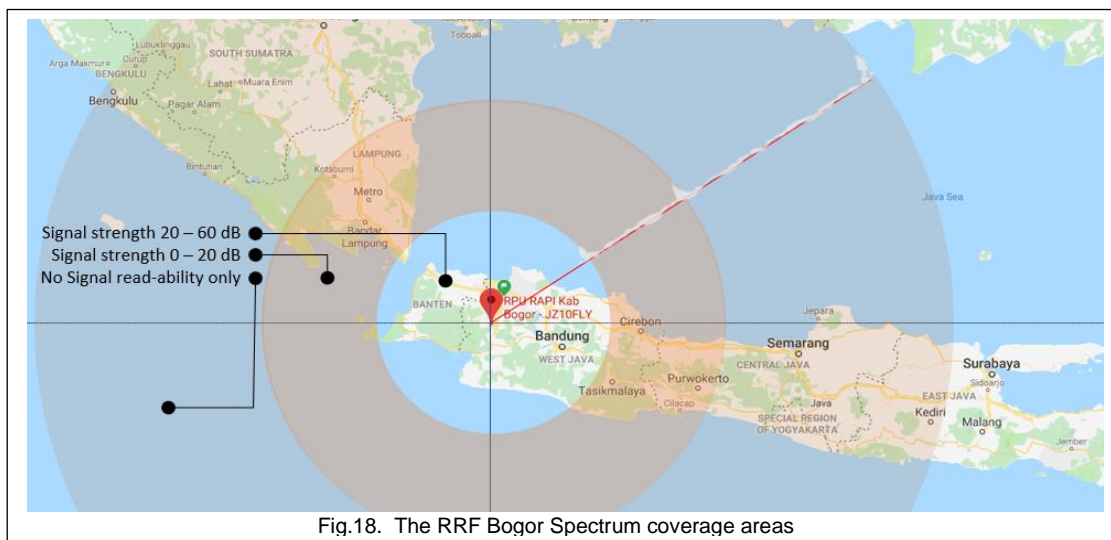 ISLANDS
Toboali
Lubuklinggau
Curup
SOUTH SUMATRA
Arga Makmur
BENGKULU
Lahat
Muara Enim
Bengkulu
Pagar Alam
LAMPUNG
Bintuhan
Kotabumi
Metro
Java Sea
Bandar
Lampung
Signal strength 20 – 60 dB
Signal strength 0 – 20 dB
No Signal read-ability only
BANTEN
RPU RAPI Kab
Bogor - JZ10FLY
Cirebon
Jepara
Bandung
Semarang
WEST JAVA
CENTRAL JAVA
Surabaya
Tasikmalaya
Purwokerto
Sidoarjo
Cilacap
Java
EAST JAVA
SPECIAL REGION
OF YOGYAKARTA
Kediri
Malang
Jember
Fig.18. The RRF Bogor Spectrum coverage areas